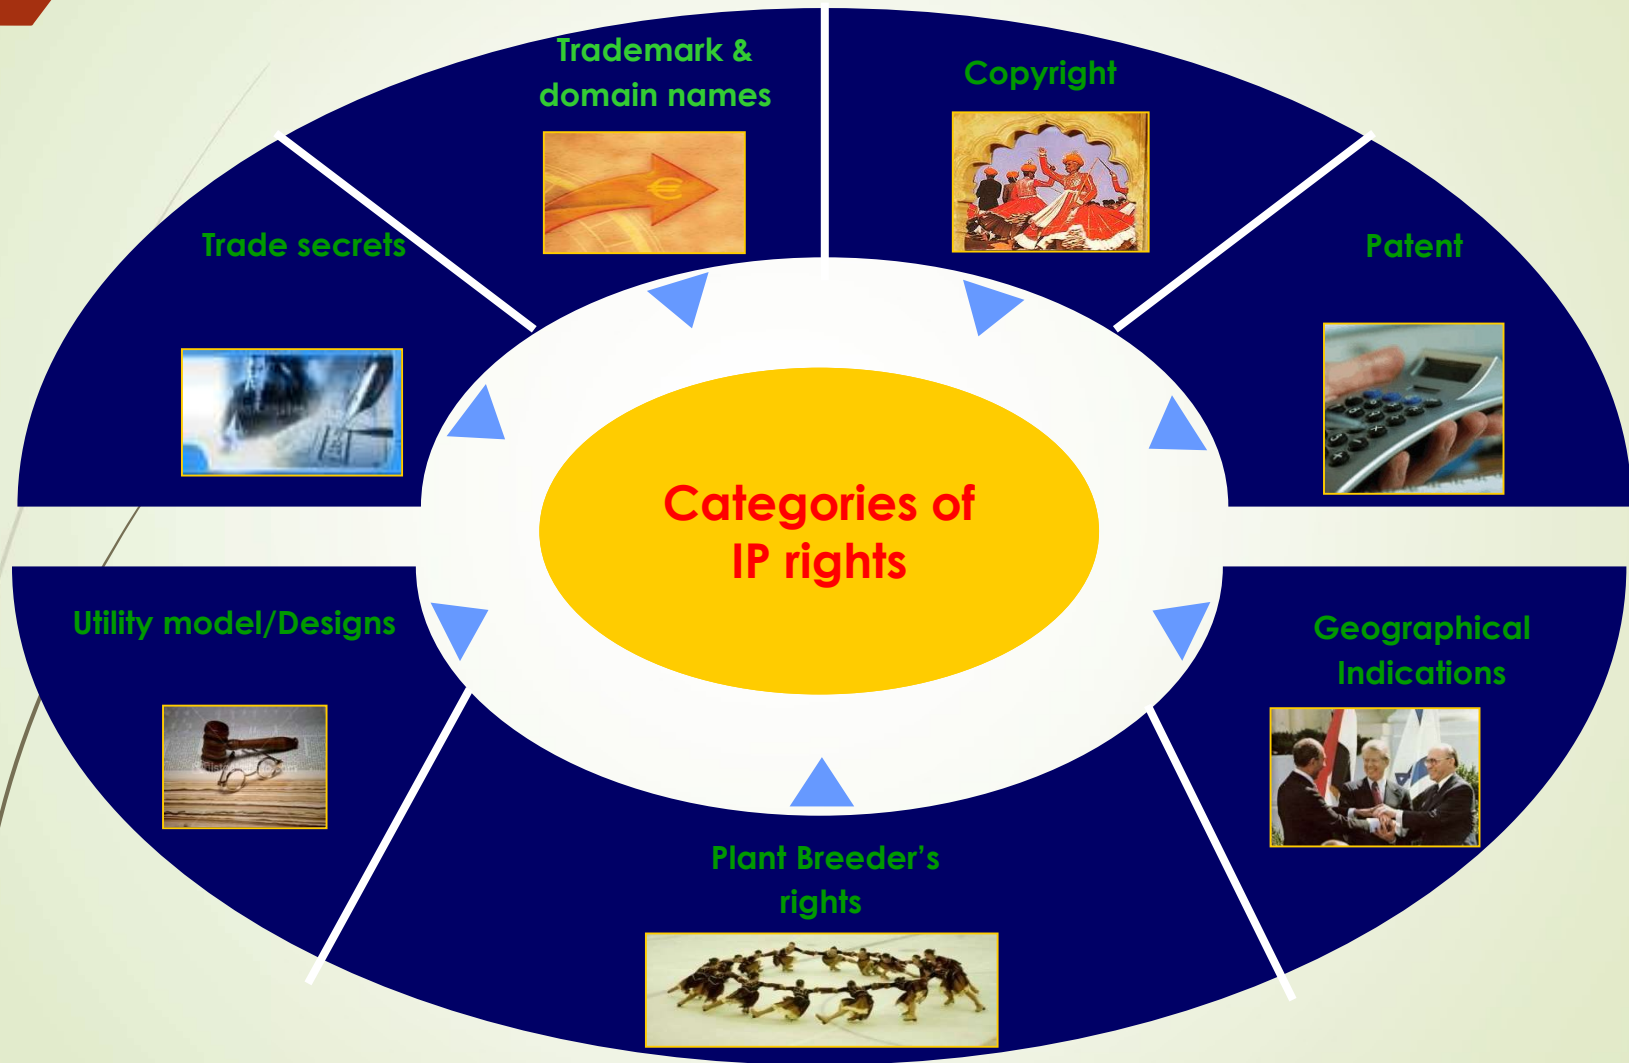 Trademark &
domain names
Copyright
Trade secrets
Patent
Categories of
IP rights
Utility model/Designs
Geographical
Indications
Plant Breeder’s
rights